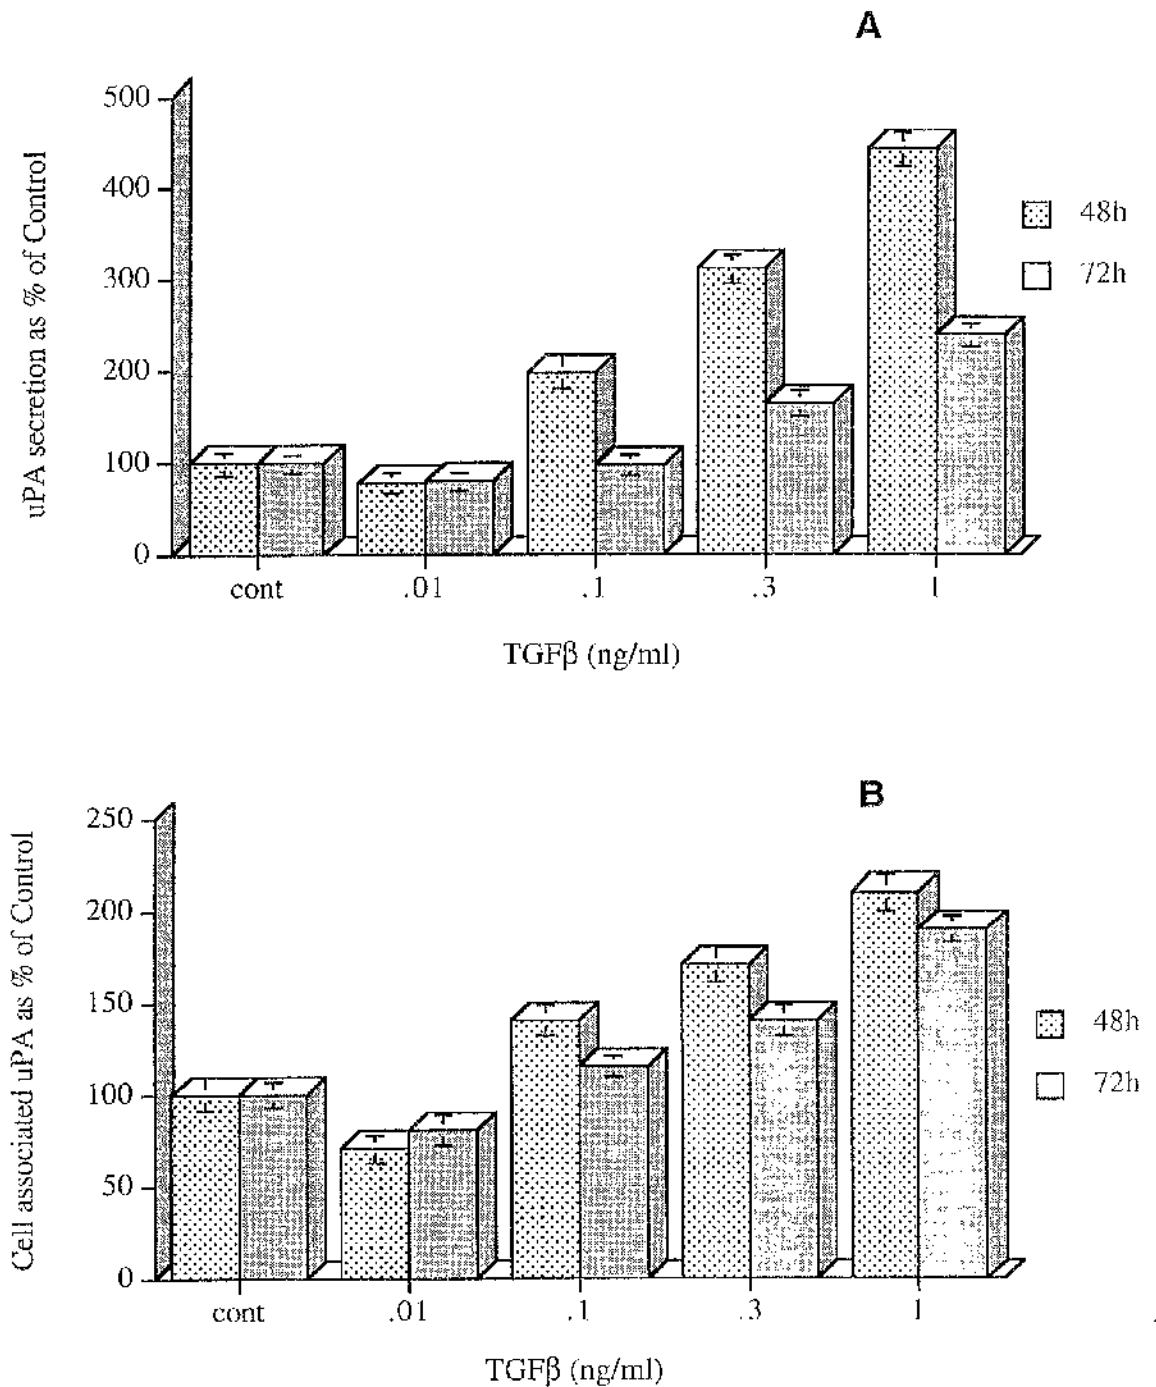 A
500
400
300
200
100
0
uPA secretion as % of Control
48h
72h
cont .01 .1 .3 1
TGFβ (ng/ml)
B
250
200
150
100
50
0
Cell associated uPA as % of Control
48h
72h
cont .01 .1 .3 1
TGFβ (ng/ml)